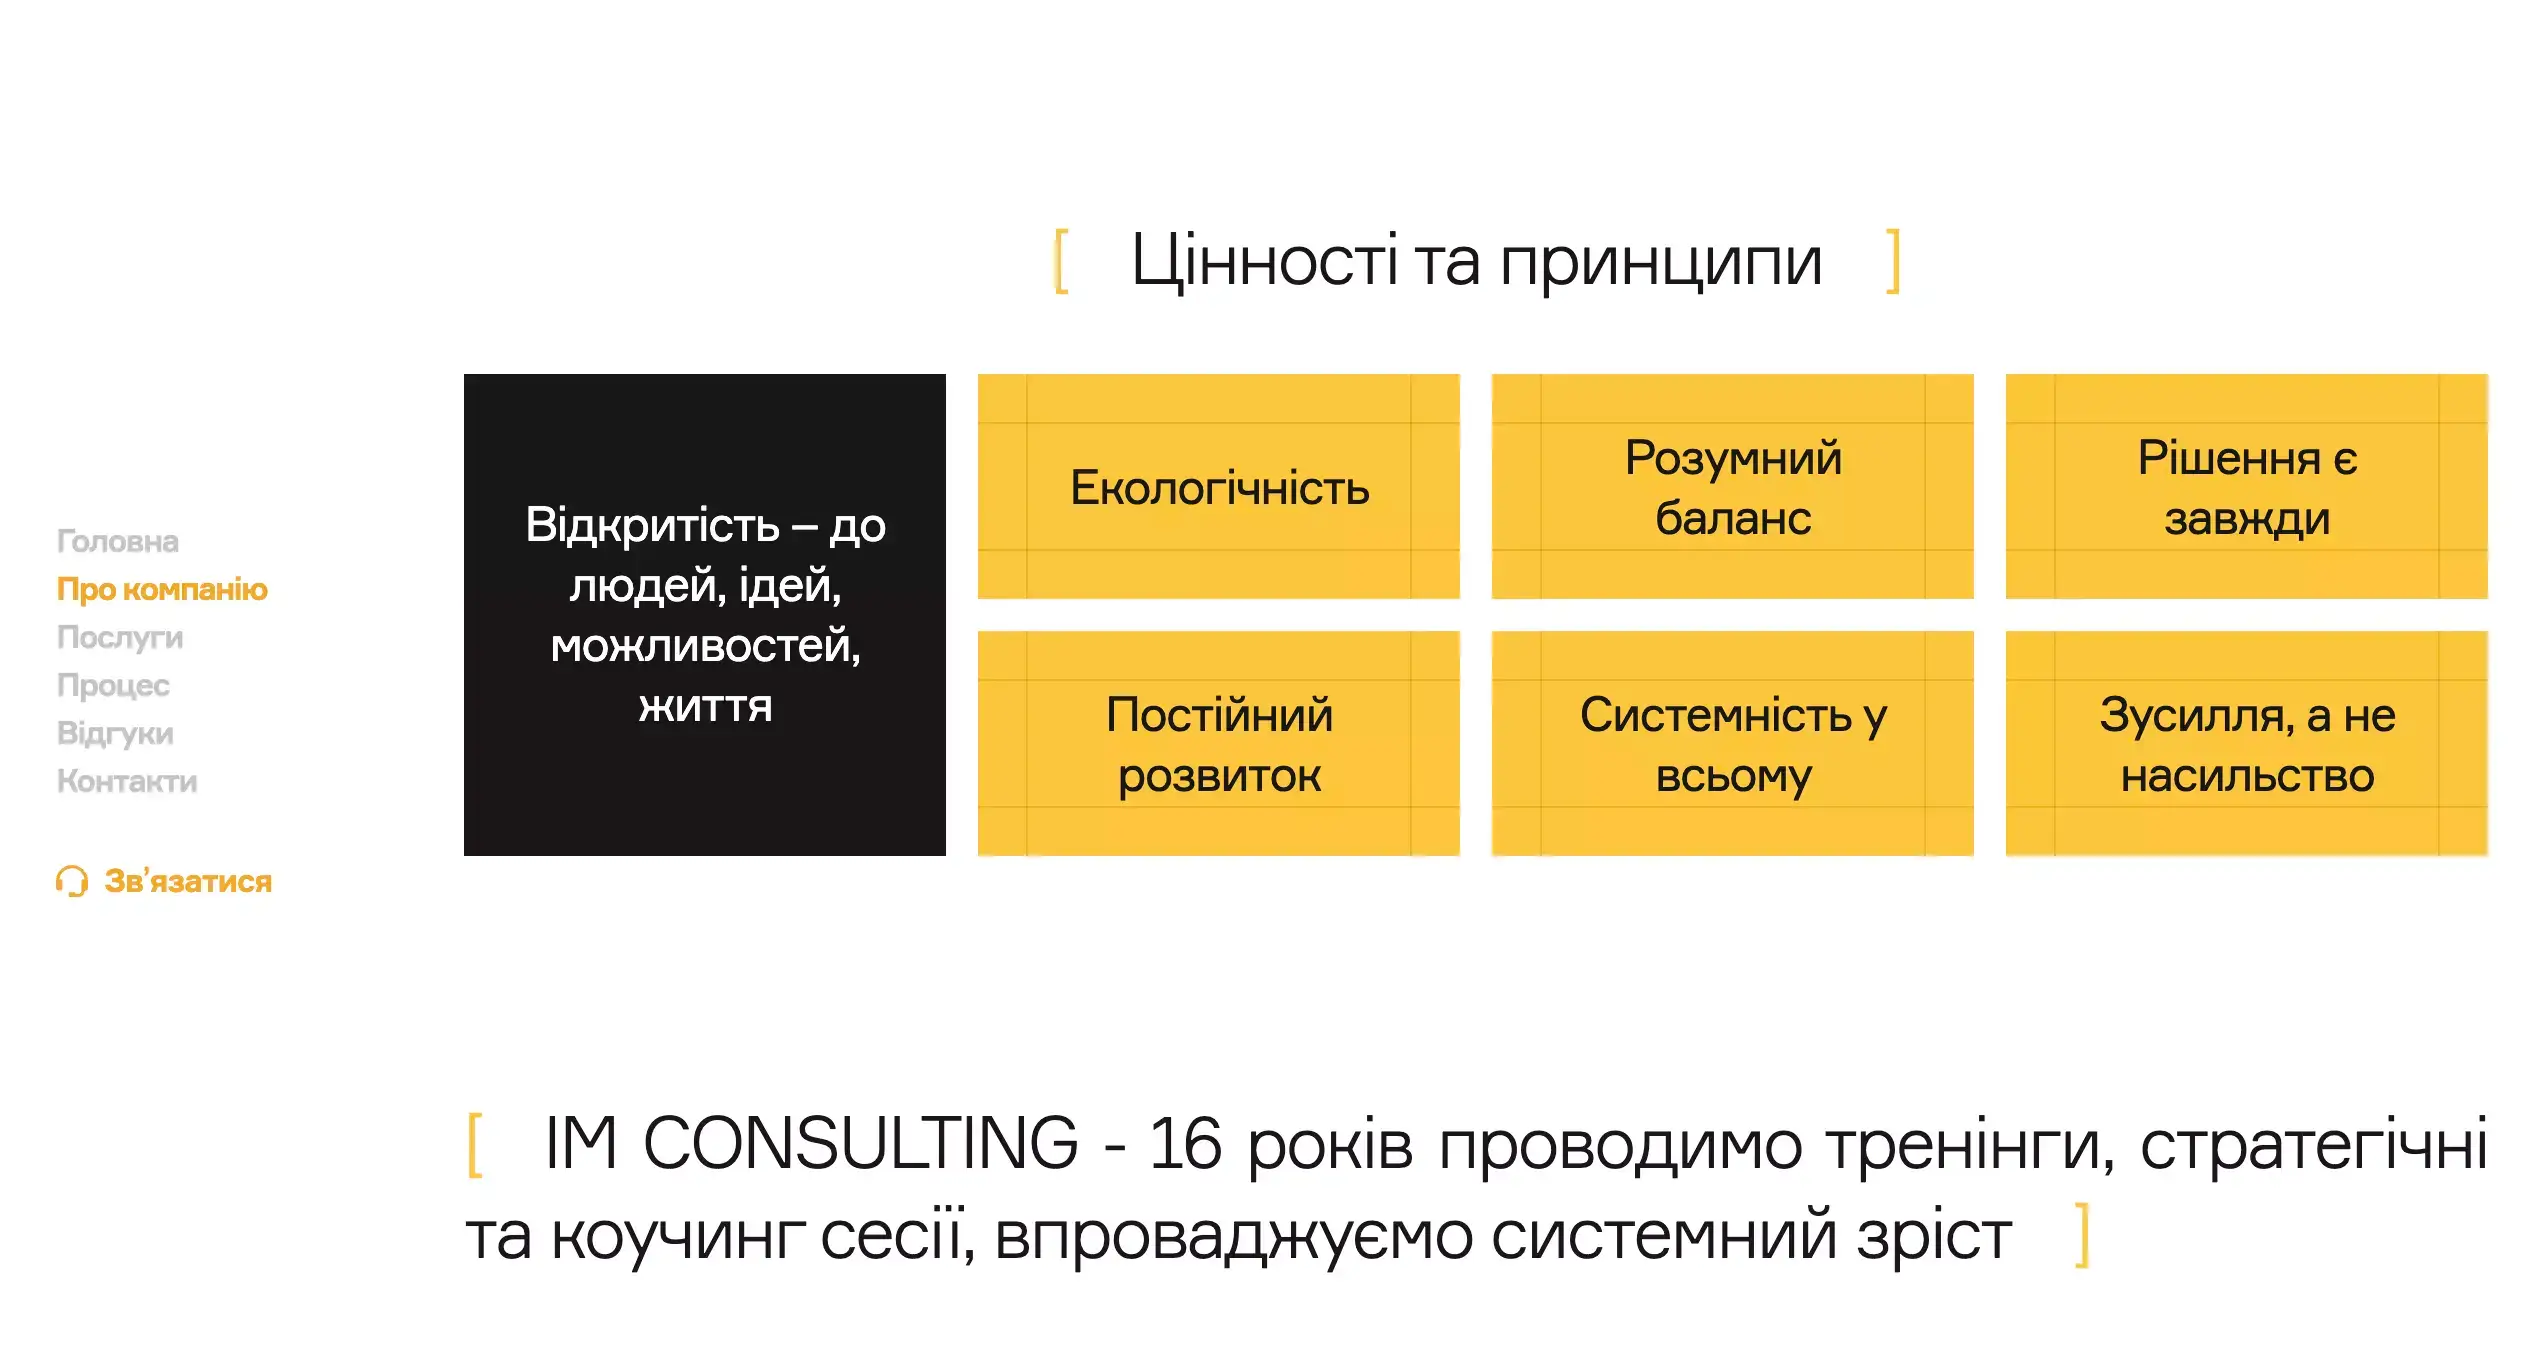 [ Цінності та принципи ]
Головна
Про компанію
Послуги
Процес
Відгуки
Контакти
Зв’язатися
Відкритість – до
людей, ідей,
можливостей,
життя
Екологічність
Розумний
баланс
Рішення є
завжди
Постійний
розвиток
Системність у
всьому
Зусилля, а не
насильство
[ IM CONSULTING - 16 років проводимо тренінги, стратегічні
та коучинг сесії, впроваджуємо системний зріст ]